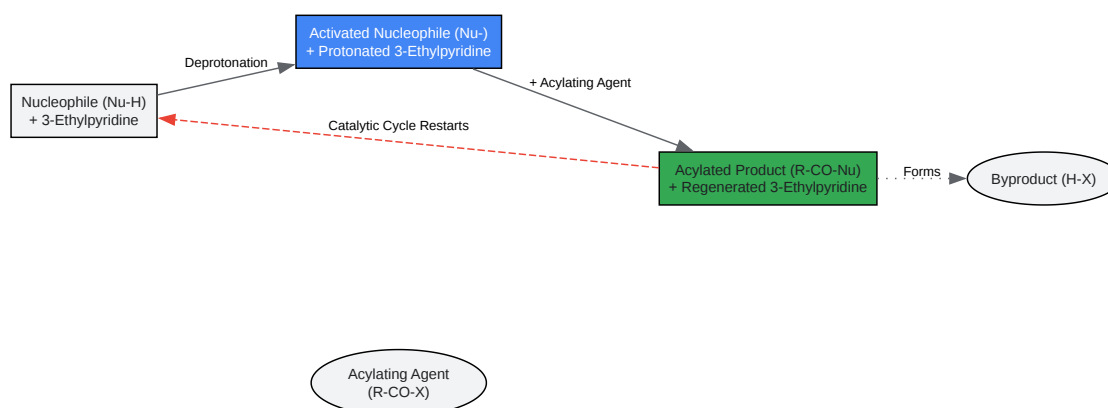 Activated Nucleophile (Nu-)
+ Protonated 3-Ethylpyridine
Deprotonation
+ Acylating Agent
Nucleophile (Nu-H)
+ 3-Ethylpyridine
Catalytic Cycle Restarts
Acylated Product (R-CO-Nu)
+ Regenerated 3-Ethylpyridine
Forms
Byproduct (H-X)
Acylating Agent
(R-CO-X)